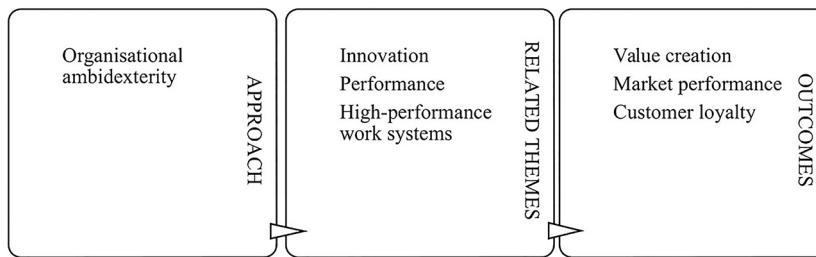 Organisational
ambidexterity
APPROACH
Innovation
Performance
High-performance
work systems
RELATED THEMES
Value creation
Market performance
Customer loyalty
OUTCOMES